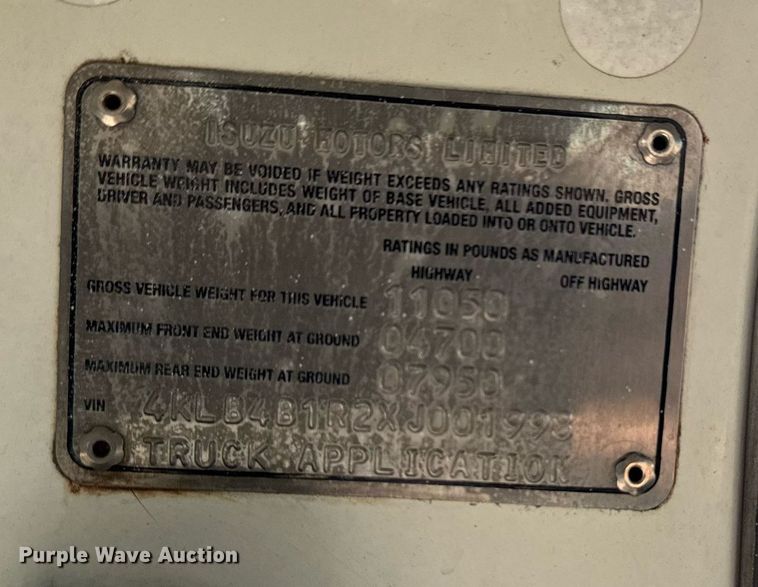 ISUZU MOTORS LIMITED
WARRANTY MAY BE VOIDED IF WEIGHT EXCEEDS ANY RATINGS SHOWN. GROSS
VEHICLE WEIGHT INCLUDES WEIGHT OF BASE VEHICLE, ALL ADDED EQUIPMENT,
DRIVER AND PASSENGERS, AND ALL PROPERTY LOADED INTO OR ONTO VEHICLE.
RATINGS IN POUNDS AS MANUFACTURED
HIGHWAY OFF HIGHWAY
GROSS VEHICLE WEIGHT FOR THIS VEHICLE 11050
MAXIMUM FRONT END WEIGHT AT GROUND 04700
MAXIMUM REAR END WEIGHT AT GROUND 07950
VIN 4KLB4B1R2XJ001998
TRUCK APPLICATION
Purple Wave Auction